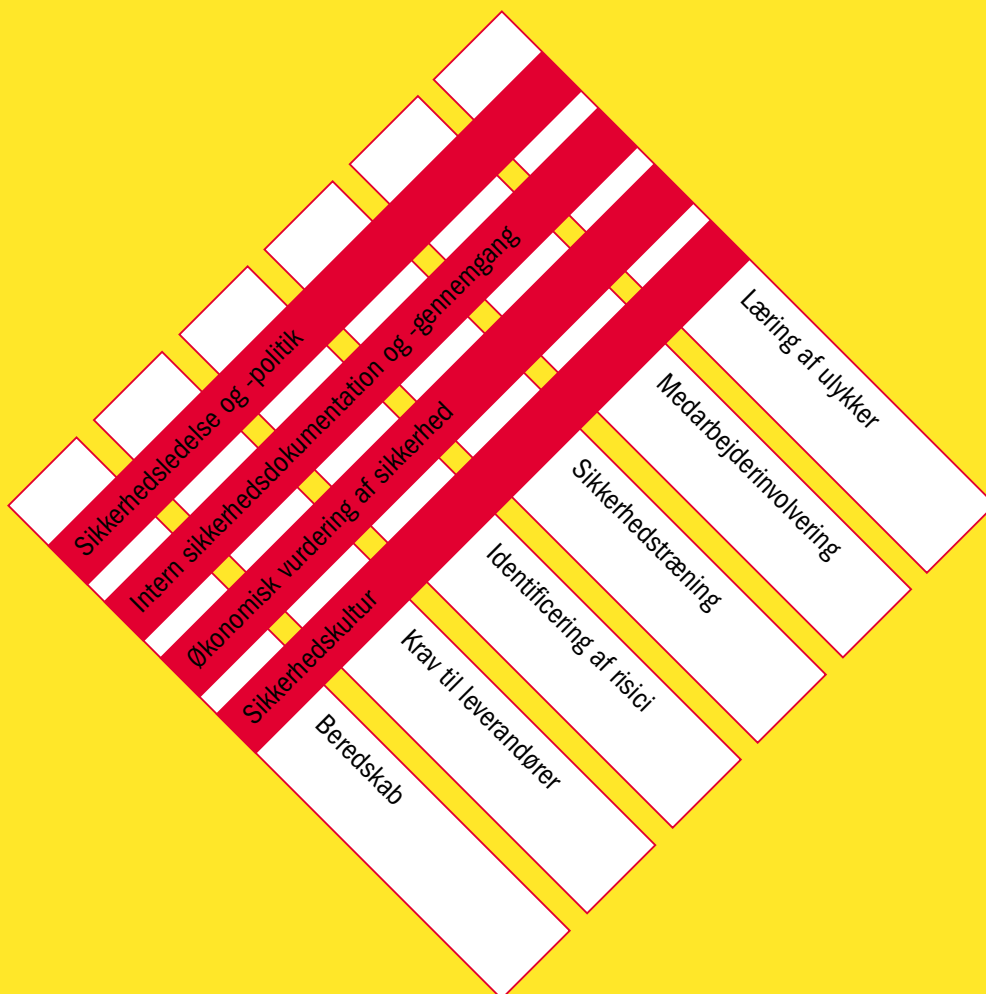 Sikkerhedsledelse og -politik
Intern sikkerhedsdokumentation og -gennemgang
Økonomisk vurdering af sikkerhed
Sikkerhedskultur
Læring af ulykker
Medarbejderinvolvering
Sikkerhedstræning
Identificering af risici
Krav til leverandører
Beredskab